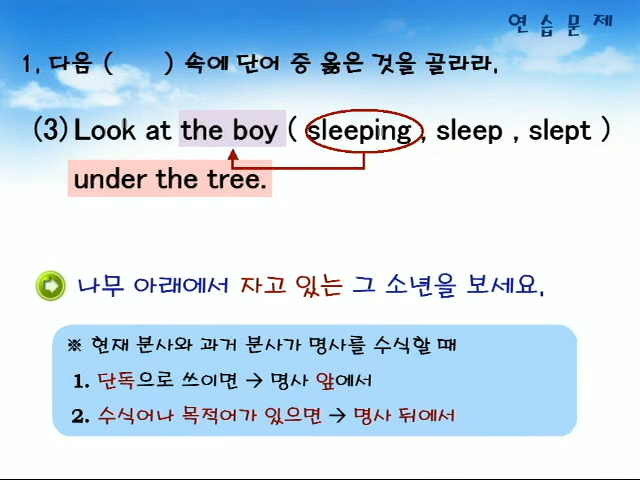 연 습 문 제
1. 다음 (      ) 속에 단어 중 옳은 것을 골라라.
(3) Look at the boy ( sleeping , sleep , slept )
under the tree.
나무 아래에서 자고 있는 그 소년을 보세요.
※ 현재 분사와 과거 분사가 명사를 수식할 때
1. 단독으로 쓰이면 → 명사 앞에서
2. 수식어나 목적어가 있으면 → 명사 뒤에서